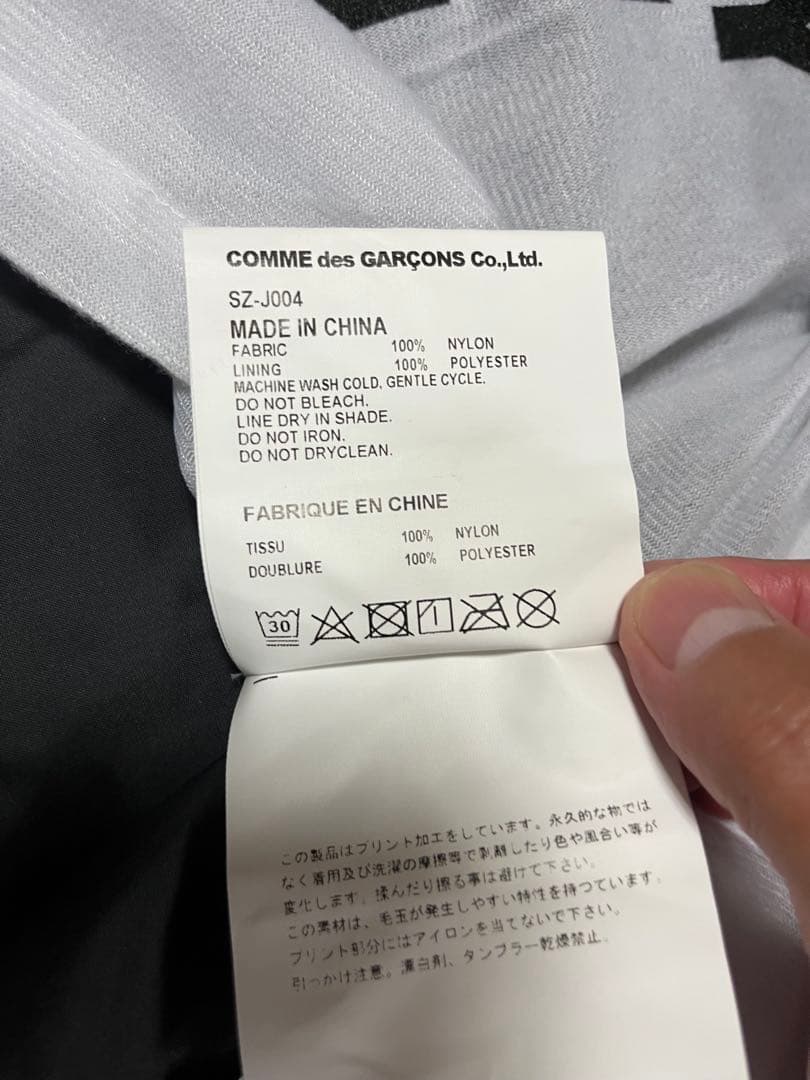 COMME des GARÇONS Co.,Ltd.
SZ-J004
MADE IN CHINA
FABRIC 100% NYLON
LINING 100% POLYESTER
MACHINE WASH COLD, GENTLE CYCLE.
DO NOT BLEACH.
LINE DRY IN SHADE.
DO NOT IRON.
DO NOT DRYCLEAN.
FABRIQUE EN CHINE
TISSU 100% NYLON
DOUBLURE 100% POLYESTER
30
この製品はプリント加工をしています。永久的な物では
なく着用及び洗濯の摩擦等で剥離したり色や風合い等が
変化します。揉んだり擦る事は避けて下さい。
この素材は、毛玉が発生しやすい特性を持つています。
プリント部分にはアイロンを当てないで下さい。
引っかけ注意。漂白剤、タンブラー乾燥禁止。